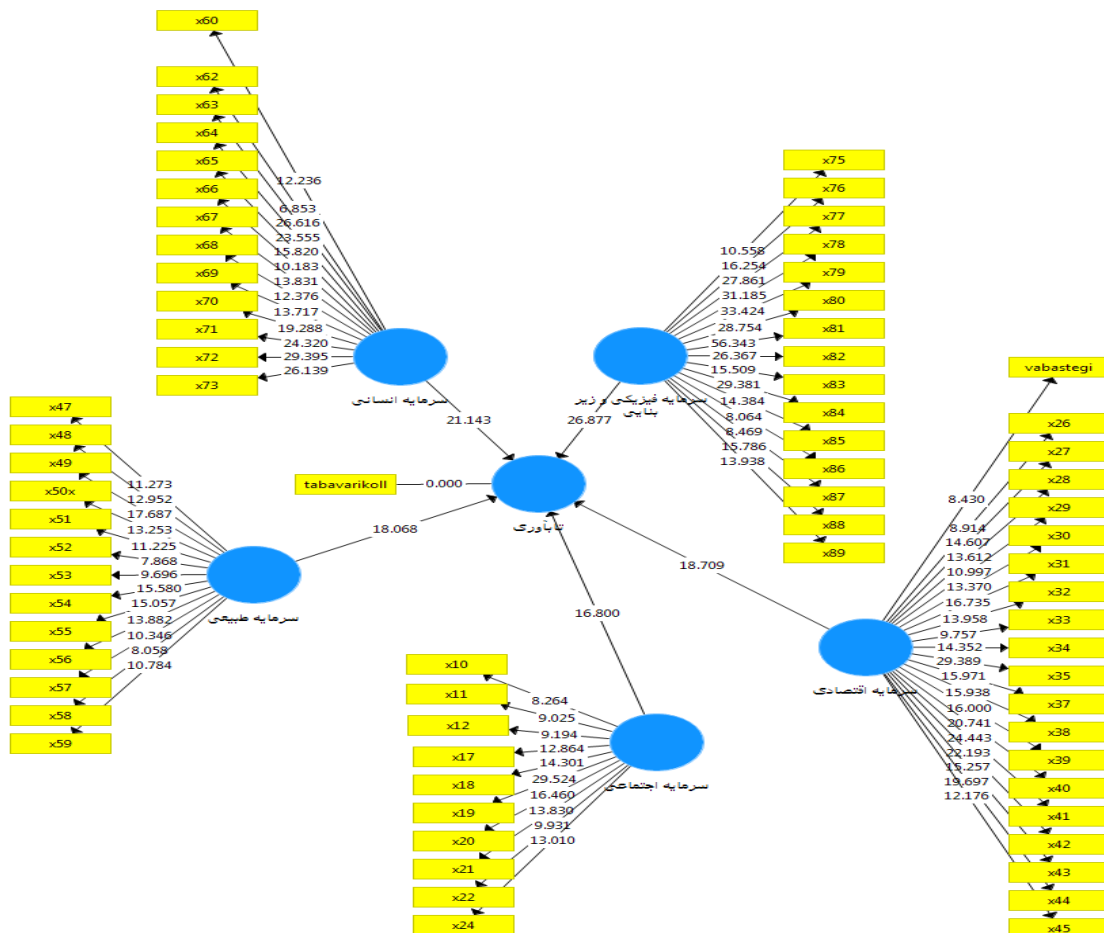 x60
x62
x63
x64
x65
x66
x67
x68
x69
x70
x71
x72
x73
12.236
6.853
26.616
23.555
15.820
10.183
13.831
12.376
13.717
19.288
24.320
29.395
26.139
سرمایه انسانی
21.143
x75
x76
x77
x78
x79
x80
x81
x82
x83
x84
x85
x86
x87
x88
x89
10.558
16.254
27.861
31.185
33.424
28.754
56.343
26.367
15.509
29.381
14.384
8.064
8.469
15.786
13.938
سرمایه فیزیکی و زیر
بنایی
26.877
tabavarikoll
0.000
تابآوری
x47
x48
x49
x50x
x51
x52
x53
x54
x55
x56
x57
x58
x59
11.273
12.952
17.687
13.253
11.225
7.868
9.696
15.580
15.057
13.882
10.346
8.058
10.784
سرمایه طبیعی
18.068
x10
x11
x12
x17
x18
x19
x20
x21
x22
x24
8.264
9.025
9.194
12.864
14.301
29.524
16.460
13.830
9.931
13.010
سرمایه اجتماعی
16.800
vabastegi
x26
x27
x28
x29
x30
x31
x32
x33
x34
x35
x37
x38
x39
x40
x41
x42
x43
x44
x45
8.430
8.914
14.607
13.612
10.997
13.370
16.735
13.958
9.757
14.352
29.389
15.971
15.938
16.000
20.741
24.443
22.193
15.257
19.697
12.176
سرمایه اقتصادی
18.709